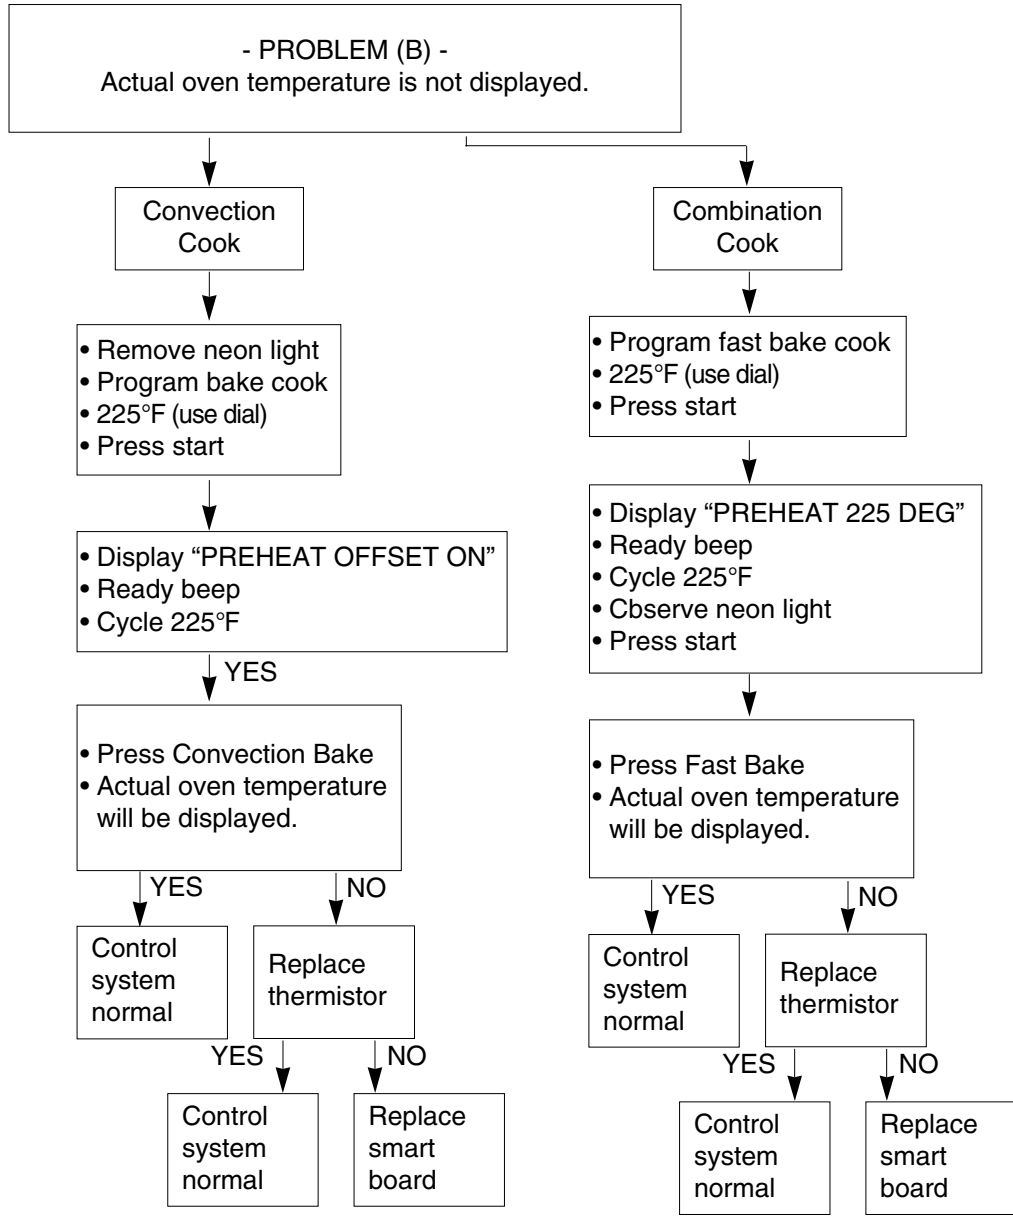 - PROBLEM (B) -
Actual oven temperature is not displayed.
Convection
Cook
• Remove neon light
• Program bake cook
• 225°F (use dial)
• Press start
• Display “PREHEAT OFFSET ON”
• Ready beep
• Cycle 225°F
YES
• Press Convection Bake
• Actual oven temperature
will be displayed.
YES
NO
Control
system
normal
Replace
thermistor
YES
NO
Control
system
normal
Replace
smart
board
Combination
Cook
• Program fast bake cook
• 225°F (use dial)
• Press start
• Display “PREHEAT 225 DEG”
• Ready beep
• Cycle 225°F
• Cbserve neon light
• Press start
• Press Fast Bake
• Actual oven temperature
will be displayed.
YES
NO
Control
system
normal
Replace
thermistor
YES
NO
Control
system
normal
Replace
smart
board